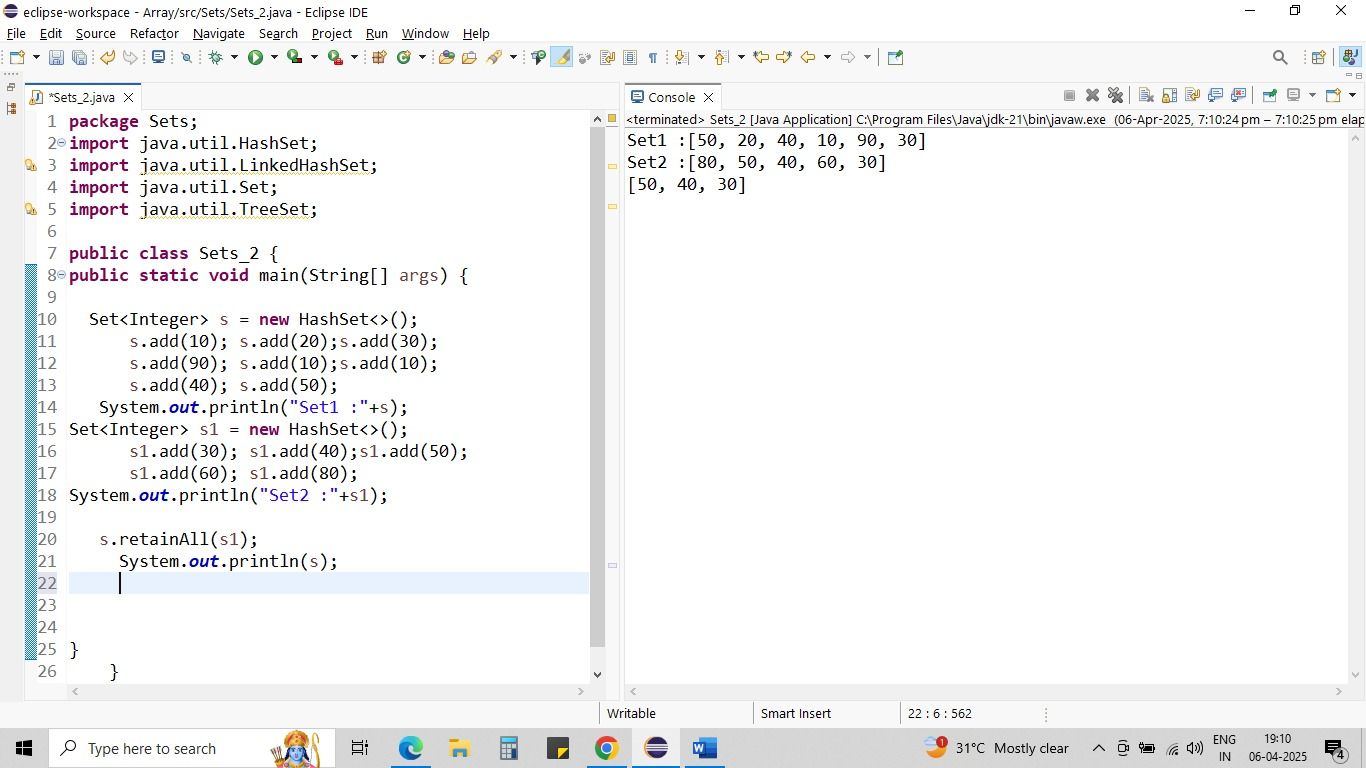 eclipse-workspace - Array/src/Sets/Sets_2.java - Eclipse IDE
File Edit Source Refactor Navigate Search Project Run Window Help
*Sets_2.java
1 package Sets;
2 import java.util.HashSet;
3 import java.util.LinkedHashSet;
4 import java.util.Set;
5 import java.util.TreeSet;
6
7 public class Sets_2 {
8 public static void main(String[] args) {
9
10 Set<Integer> s = new HashSet<>();
11 s.add(10); s.add(20);s.add(30);
12 s.add(90); s.add(10);s.add(10);
13 s.add(40); s.add(50);
14 System.out.println("Set1 :"+s);
15 Set<Integer> s1 = new HashSet<>();
16 s1.add(30); s1.add(40);s1.add(50);
17 s1.add(60); s1.add(80);
18 System.out.println("Set2 :"+s1);
19
20 s.retainAll(s1);
21 System.out.println(s);
22
23
24
25 }
26 }
Console
<terminated> Sets_2 [Java Application] C:\Program Files\Java\jdk-21\bin\javaw.exe (06-Apr-2025, 7:10:24 pm – 7:10:25 pm elap
Set1 :[50, 20, 40, 10, 90, 30]
Set2 :[80, 50, 40, 60, 30]
[50, 40, 30]
Writable Smart Insert 22 : 6 : 562
Type here to search 1 31°C Mostly clear ENG 19:10
IN 06-04-2025 4